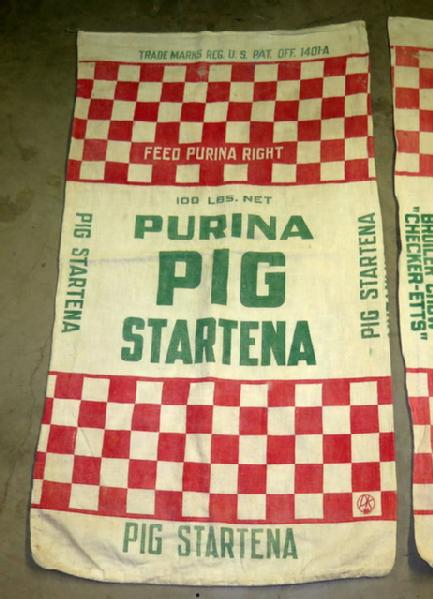 TRADE MARKS REG. U. S. PAT. OFF. 1401-A
FEED PURINA RIGHT
100 LBS. NET
PURINA
PIG
STARTENA
PIG STARTENA
PIG STARTENA
PIG STARTENA
"CHECKER-ETTS"